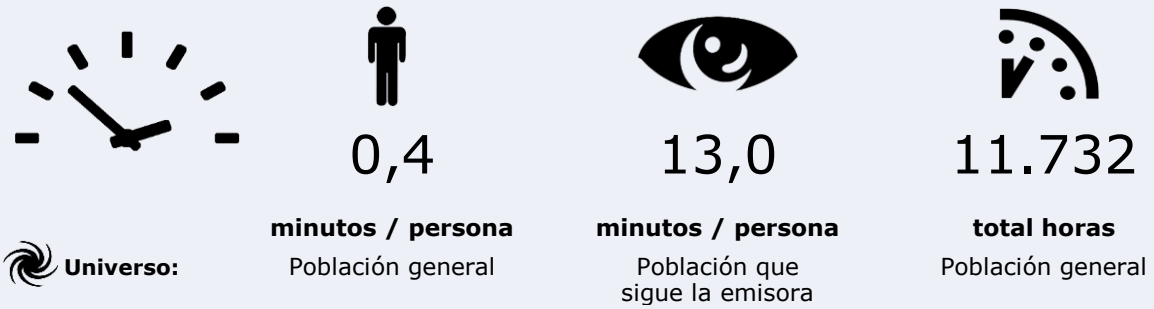 0,4
13,0
11.732
minutos / persona
minutos / persona
total horas
Universo:
Población general
Población que
sigue la emisora
Población general